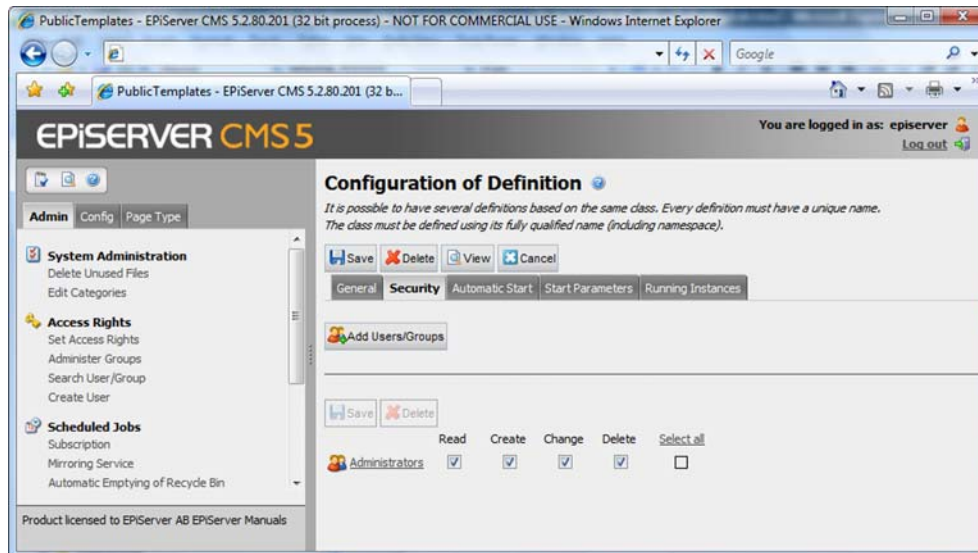 PublicTemplates - EPiServer CMS 5.2.80.201 (32 bit process) - NOT FOR COMMERCIAL USE - Windows Internet Explorer
Google
PublicTemplates - EPiServer CMS 5.2.80.201 (32 b...
EPiSERVER CMS 5
You are logged in as: episerver
Log out
Admin Config Page Type
System Administration
Delete Unused Files
Edit Categories
Access Rights
Set Access Rights
Administer Groups
Search User/Group
Create User
Scheduled Jobs
Subscription
Mirroring Service
Automatic Emptying of Recycle Bin
Product licensed to EPiServer AB EPiServer Manuals
Configuration of Definition
It is possible to have several definitions based on the same class. Every definition must have a unique name.
The class must be defined using its fully qualified name (including namespace).
Save Delete View Cancel
General Security Automatic Start Start Parameters Running Instances
Add Users/Groups
Save Delete
Read Create Change Delete Select all
Administrators